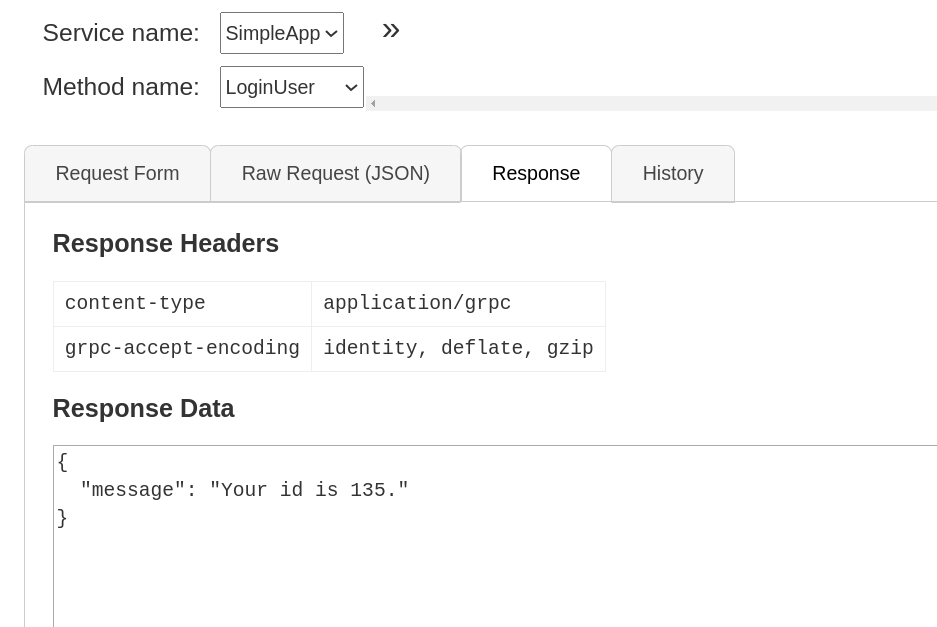 Service name: SimpleApp »
Method name: LoginUser
Request Form Raw Request (JSON) Response History
Response Headers
content-type application/grpc
grpc-accept-encoding identity, deflate, gzip
Response Data
{
"message": "Your id is 135."
}